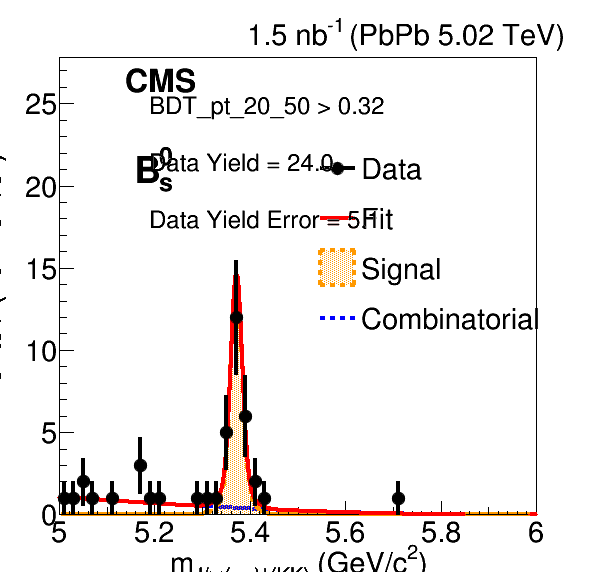 1.5 nb-1 (PbPb 5.02 TeV)
CMS
BDT_pt_20_50 > 0.32
B0s
Data Yield = 24.0
Data Yield Error = 5.1
Data
Fit
Signal
Combinatorial
25
20
15
10
5
0
5 5.2 5.4 5.6 5.8 6
m (GeV/c2)